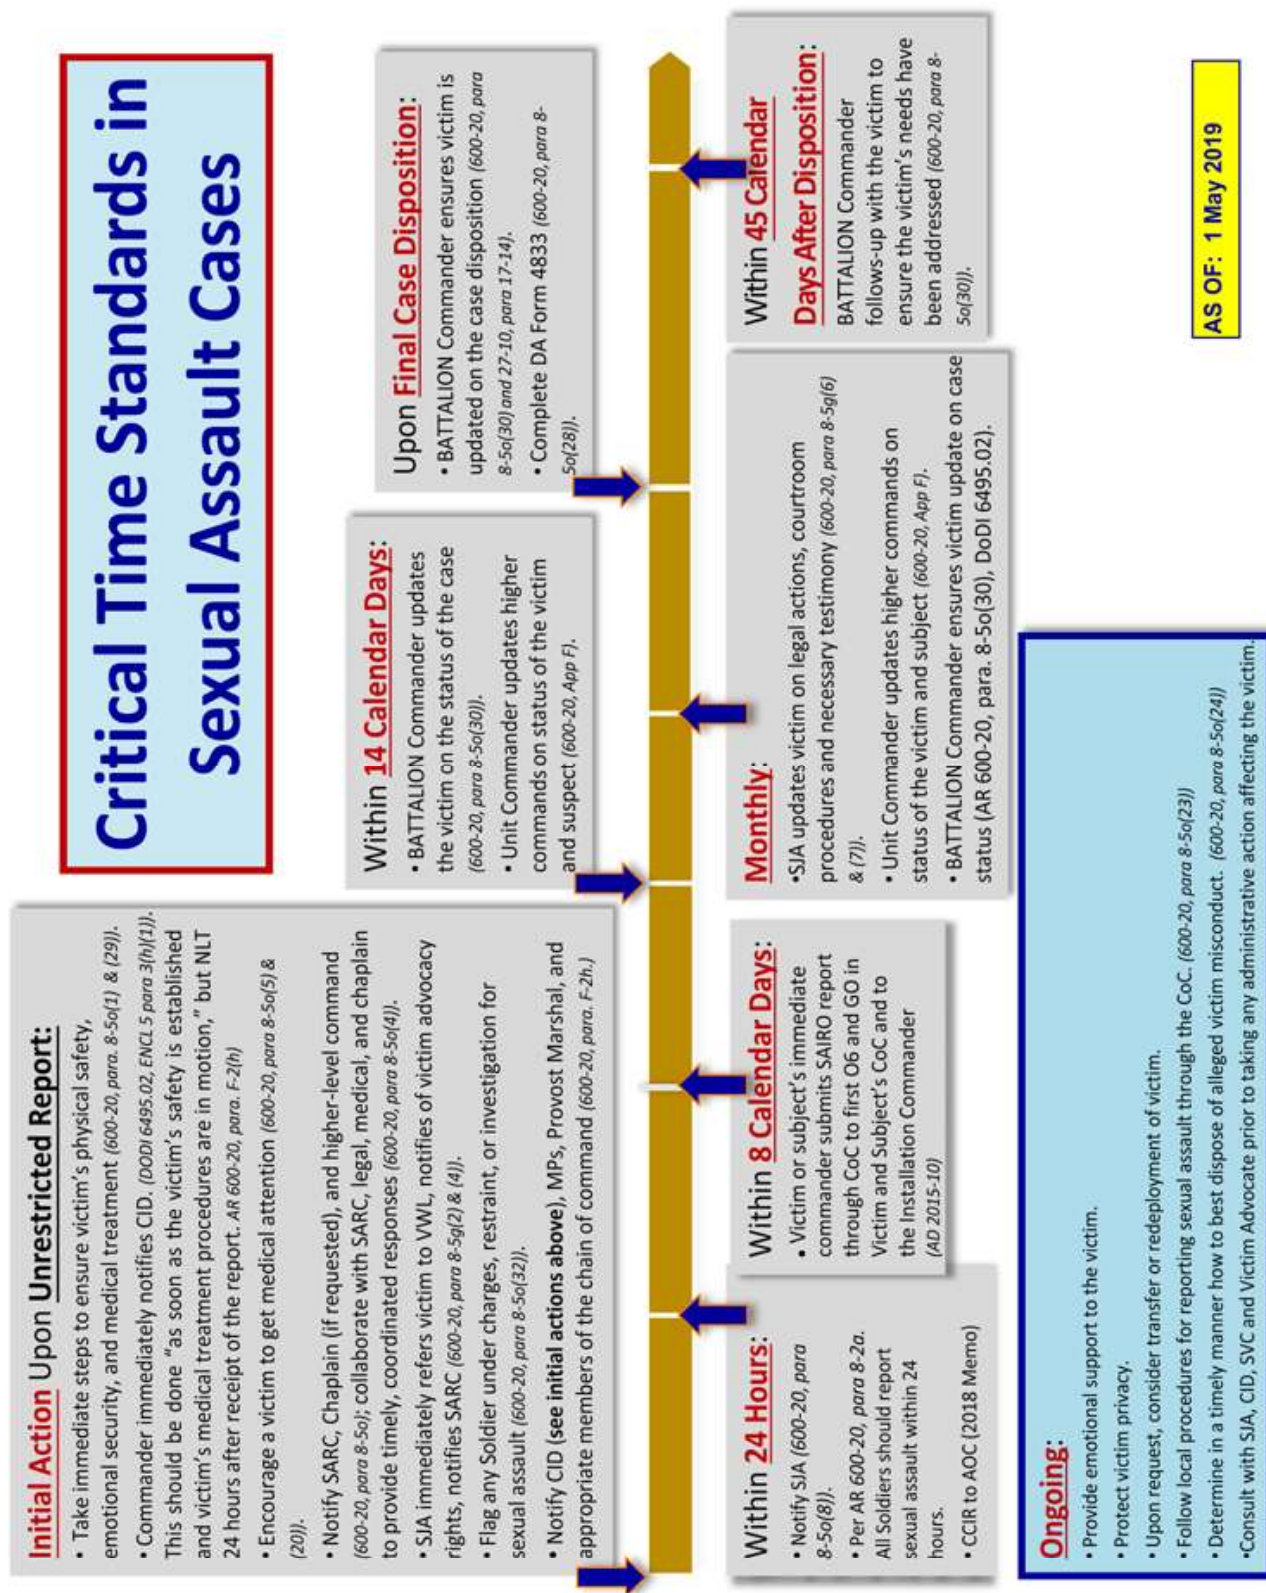 Critical Time Standards in
Sexual Assault Cases
Initial Action Upon Unrestricted Report:
• Take immediate steps to ensure victim's physical safety,
emotional security, and medical treatment (600-20, para. 8-5o(1) & (29)).
• Commander immediately notifies CID. (DODI 6495.02, ENCL 5 para 3(h)(1)).
This should be done "as soon as the victim's safety is established
and victim's medical treatment procedures are in motion," but NLT
24 hours after receipt of the report. AR 600-20, para. F-2(h)
• Encourage a victim to get medical attention (600-20, para 8-5o(5) &
(20)).
• Notify SARC, Chaplain (if requested), and higher-level command
(600-20, para 8-5o); collaborate with SARC, legal, medical, and chaplain
to provide timely, coordinated responses (600-20, para 8-5o(4)).
• SJA immediately refers victim to VWL, notifies of victim advocacy
rights, notifies SARC (600-20, para 8-5g(2) & (4)).
• Flag any Soldier under charges, restraint, or investigation for
sexual assault (600-20, para 8-5o(32)).
• Notify CID (see initial actions above), MPs, Provost Marshal, and
appropriate members of the chain of command (600-20, para. F-2h.)
Within 14 Calendar Days:
• BATTALION Commander updates
the victim on the status of the case
(600-20, para 8-5o(30)).
• Unit Commander updates higher
commands on status of the victim
and suspect (600-20, App F).
Upon Final Case Disposition:
• BATTALION Commander ensures victim is
updated on the case disposition (600-20, para
8-5o(30) and 27-10, para 17-14).
• Complete DA Form 4833 (600-20, para 8-
5o(28)).
Within 24 Hours:
• Notify SJA (600-20, para
8-5o(8)).
• Per AR 600-20, para 8-2a.
All Soldiers should report
sexual assault within 24
hours.
• CCIR to AOC (2018 Memo)
Within 8 Calendar Days:
• Victim or subject's immediate
commander submits SAIRO report
through CoC to first O6 and GO in
Victim and Subject's CoC and to
the Installation Commander
(AD 2015-10)
Monthly:
•SJA updates victim on legal actions, courtroom
procedures and necessary testimony (600-20, para 8-5g(6)
& (7)).
• Unit Commander updates higher commands on
status of the victim and subject (600-20, App F).
• BATTALION Commander ensures victim update on case
status (AR 600-20, para. 8-5o(30), DoDI 6495.02).
Within 45 Calendar
Days After Disposition:
BATTALION Commander
follows-up with the victim to
ensure the victim's needs have
been addressed (600-20, para 8-
5o(30)).
Ongoing:
• Provide emotional support to the victim.
• Protect victim privacy.
• Upon request, consider transfer or redeployment of victim.
• Follow local procedures for reporting sexual assault through the CoC. (600-20, para 8-5o(23))
• Determine in a timely manner how to best dispose of alleged victim misconduct. (600-20, para 8-5o(24))
•Consult with SJA, CID, SVC and Victim Advocate prior to taking any administrative action affecting the victim.
AS OF: 1 May 2019